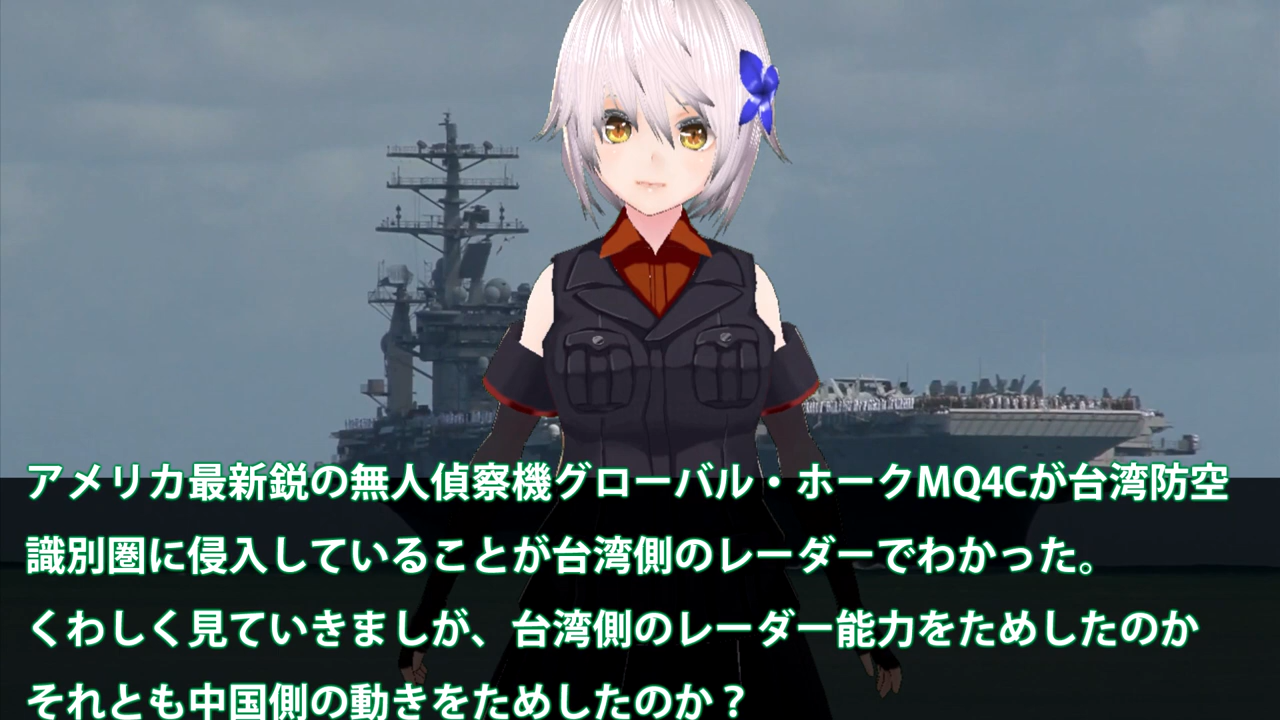 アメリカ最新鋭の無人偵察機グローバル・ホークMQ4Cが台湾防空
識別圏に侵入していることが台湾側のレーダーでわかった。
くわしく見ていきましが、台湾側のレーダー能力をためしたのか
それとも中国側の動きをためしたのか？